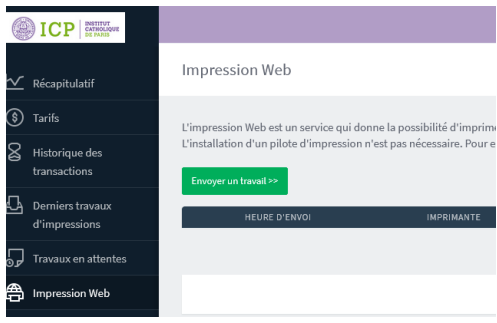 ICP INSTITUT
CATHOLIQUE
DE PARIS
Récapitulatif
Tarifs
Historique des
transactions
Derniers travaux
d'impressions
Travaux en attentes
Impression Web
Impression Web
L'impression Web est un service qui donne la possibilité d'imprime
L'installation d'un pilote d'impression n'est pas nécessaire. Pour e
Envoyer un travail >>
HEURE D'ENVOI IMPRIMANTE